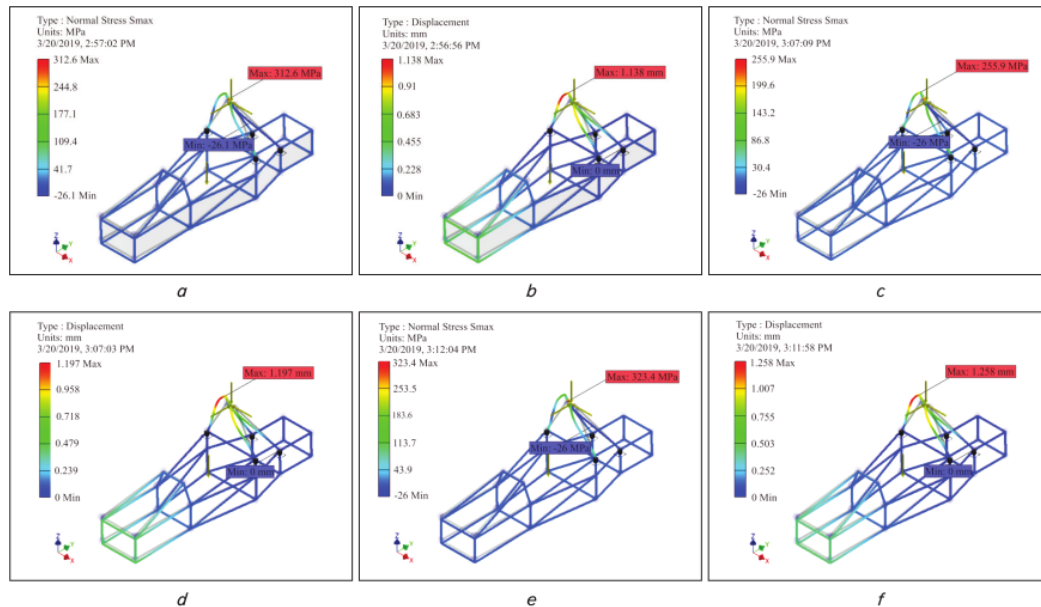 Type : Normal Stress Smax
Units: MPa
3/20/2019, 2:57:02 PM
312.6 Max
244,8
177.1
109.4
41.7
-26.1 Min
Max: 312.6 MPa
Min: -26.1 MPa
Z
Y
X
a
Type : Displacement
Units: mm
3/20/2019, 2:56:56 PM
1.138 Max
0.91
0.683
0.455
0.228
0 Min
Max: 1.138 mm
Min: 0 mm
Z
Y
X
b
Type : Normal Stress Smax
Units: MPa
3/20/2019, 3:07:09 PM
255.9 Max
199.6
143.2
86.8
30.4
-26 Min
Max: 255.9 MPa
Min: -26 MPa
Z
Y
X
c
Type : Displacement
Units: mm
3/20/2019, 3:07:03 PM
1.197 Max
0.958
0.718
0.479
0.239
0 Min
Max: 1.197 mm
Min: 0 mm
Z
Y
X
d
Type : Normal Stress Smax
Units: MPa
3/20/2019, 3:12:04 PM
323.4 Max
253.5
183.6
113.7
43.9
-26 Min
Max: 323.4 MPa
Min: -26 MPa
Z
Y
X
e
Type : Displacement
Units: mm
3/20/2019, 3:11:58 PM
1.258 Max
1.007
0.755
0.503
0.252
0 Min
Max: 1.258 mm
Min: 0 mm
Z
Y
X
f